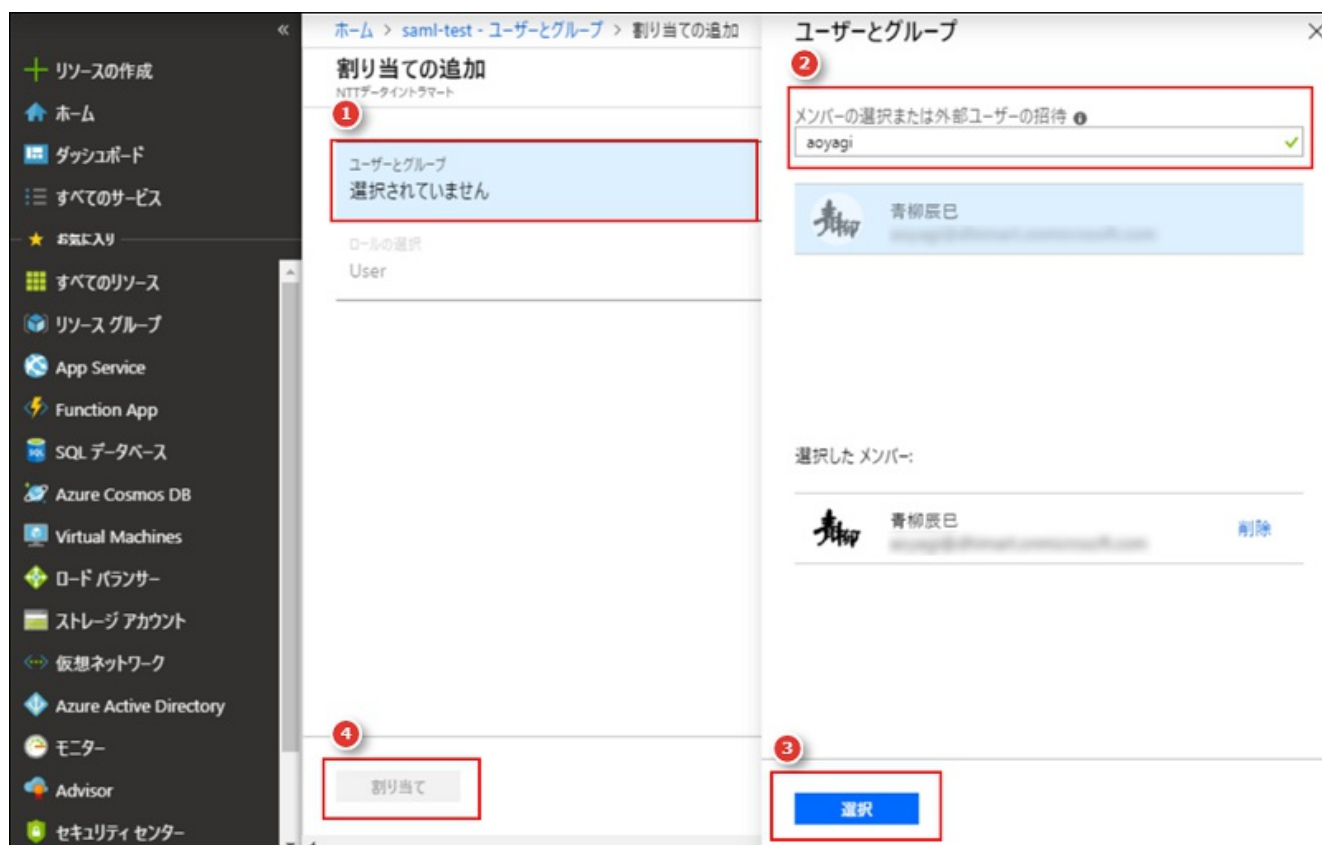 «
リソースの作成
ホーム
ダッシュボード
すべてのサービス
お気に入り
すべてのリソース
リソース グループ
App Service
Function App
SQL データベース
Azure Cosmos DB
Virtual Machines
ロード バランサー
ストレージ アカウント
仮想ネットワーク
Azure Active Directory
モニター
Advisor
セキュリティ センター
ホーム > saml-test - ユーザーとグループ > 割り当ての追加
割り当ての追加
NTTデータイントラマート
1
ユーザーとグループ
選択されていません
ロールの選択
User
4
割り当て
ユーザーとグループ
2
メンバーの選択または外部ユーザーの招待
aoyagi
青柳
青柳辰巳
選択した メンバー:
青柳
青柳辰巳
削除
3
選択